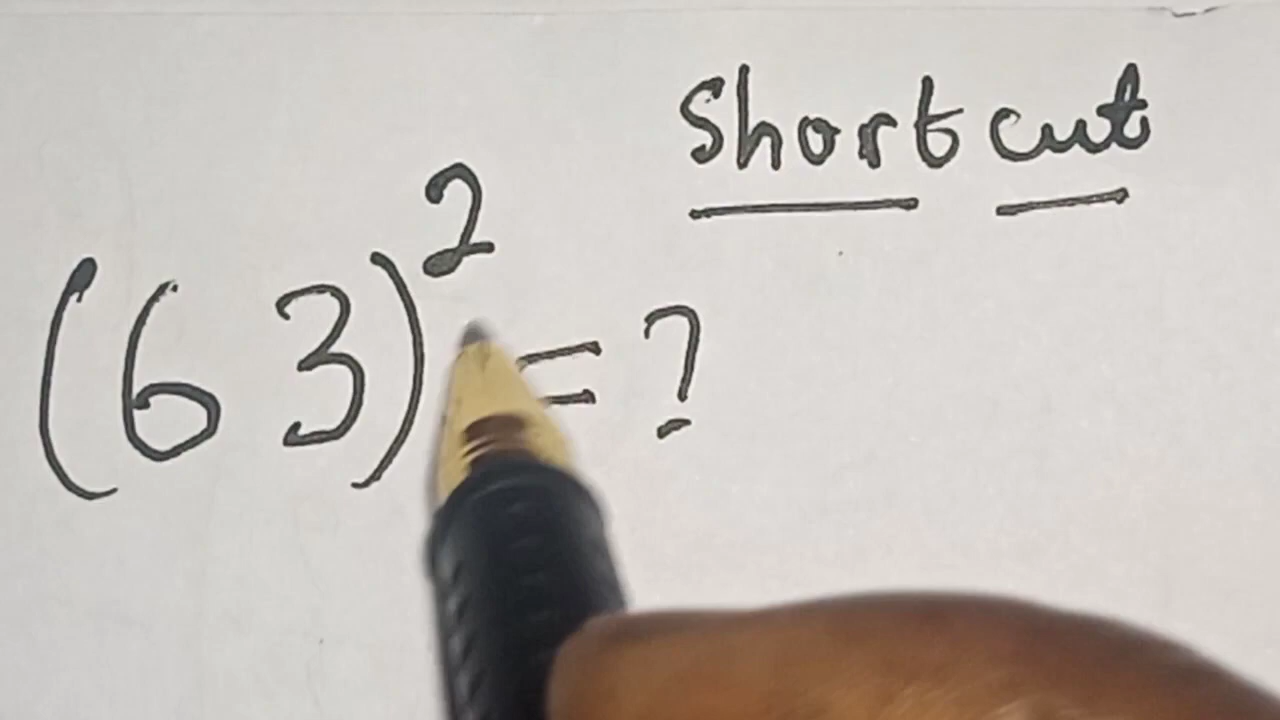 Shortcut
(63)² = ?